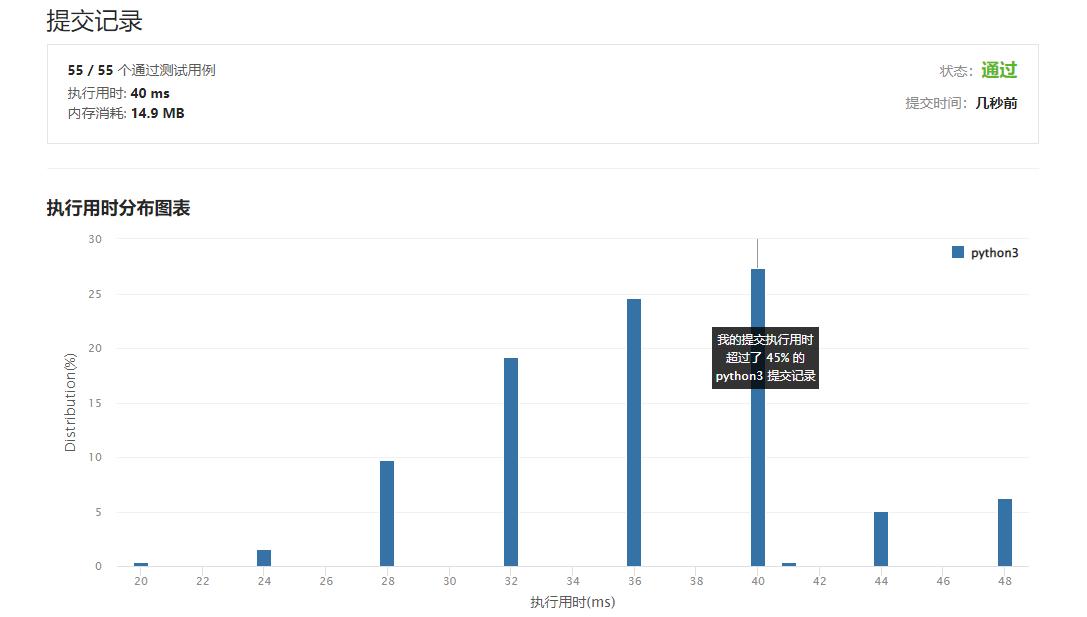 提交记录
55 / 55 个通过测试用例
状态：通过
执行用时: 40 ms
提交时间：几秒前
内存消耗: 14.9 MB
执行用时分布图表
python3
Distribution(%)
30
25
20
15
10
5
0
我的提交执行用时
超过了 45% 的
python3 提交记录
20 22 24 26 28 30 32 34 36 38 40 42 44 46 48
执行用时(ms)